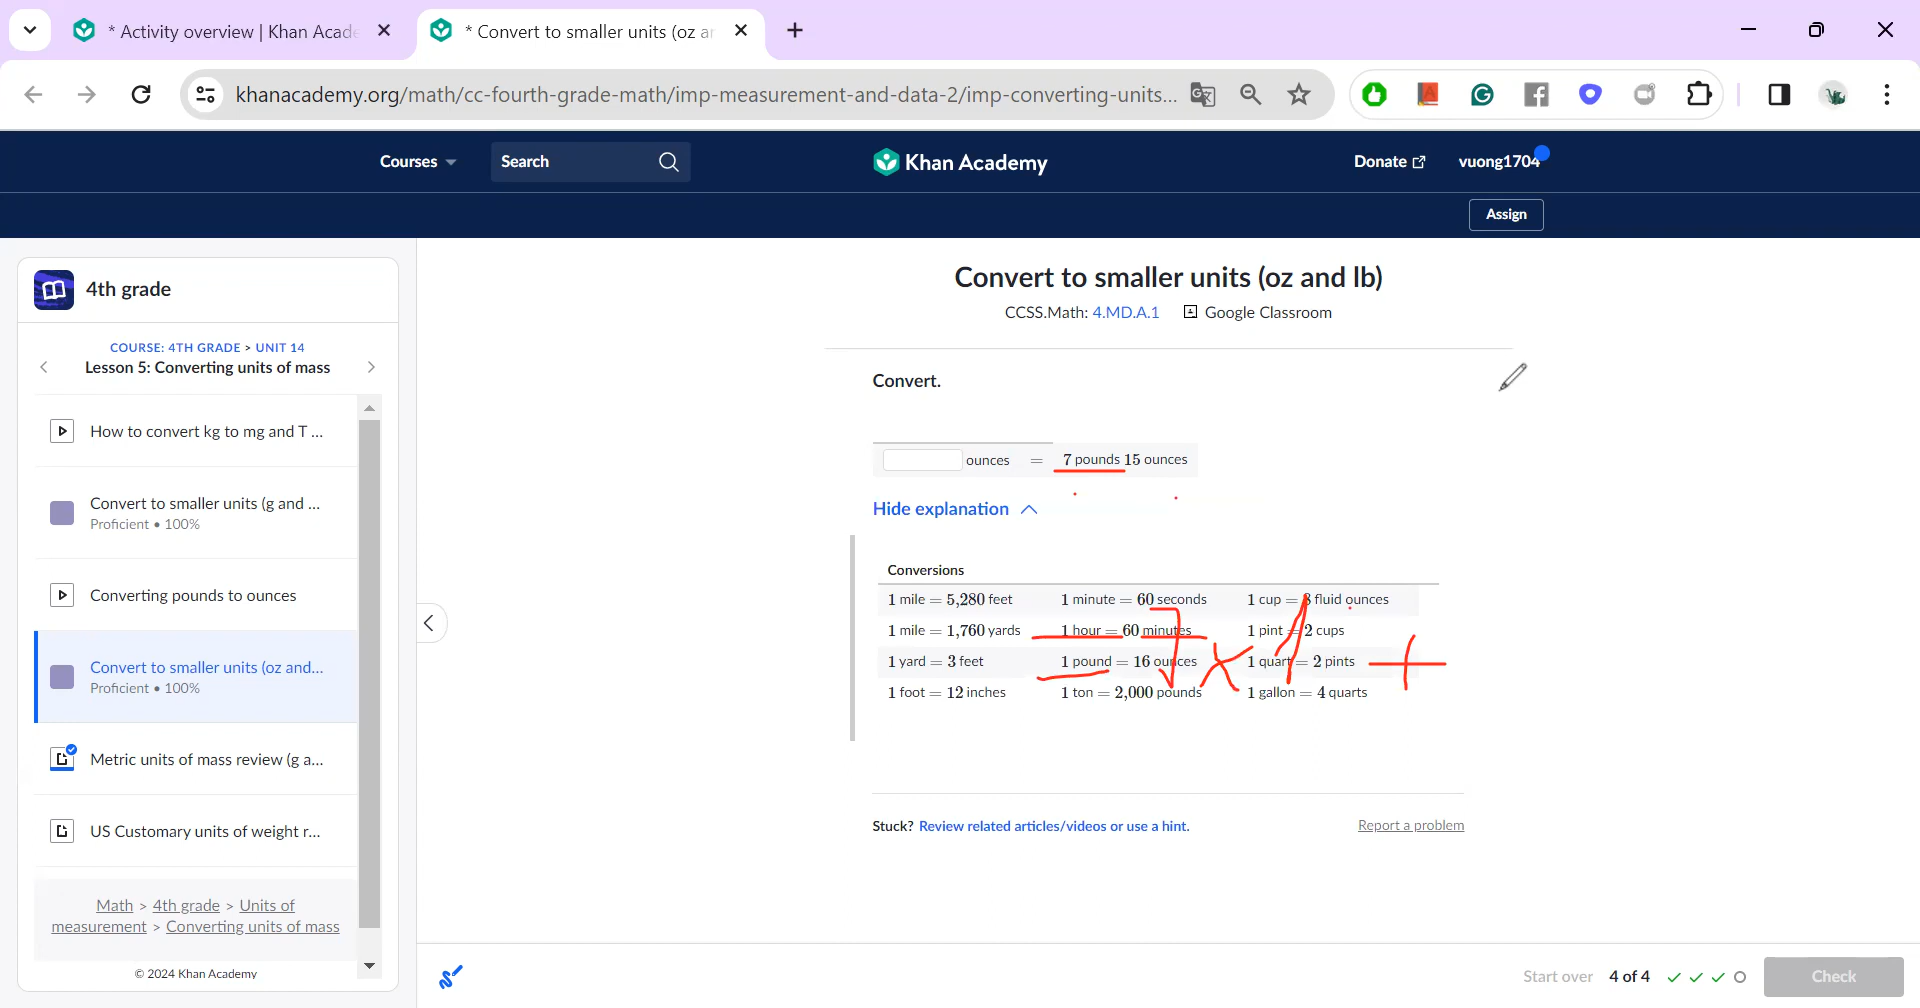 * Activity overview | Khan Acade
* Convert to smaller units (oz ar
khanacademy.org/math/cc-fourth-grade-math/imp-measurement-and-data-2/imp-converting-units...
Courses
Search
Khan Academy
Donate
vuong1704
Assign
4th grade
COURSE: 4TH GRADE > UNIT 14
Lesson 5: Converting units of mass
How to convert kg to mg and T ...
Convert to smaller units (g and ...
Proficient • 100%
Converting pounds to ounces
Convert to smaller units (oz and...
Proficient • 100%
Metric units of mass review (g a...
US Customary units of weight r...
Math > 4th grade > Units of
measurement > Converting units of mass
© 2024 Khan Academy
Convert to smaller units (oz and lb)
CCSS.Math: 4.MD.A.1 Google Classroom
Convert.
ounces = 7 pounds 15 ounces
Hide explanation
Conversions
1 mile = 5,280 feet 1 minute = 60 seconds 1 cup = 8 fluid ounces
1 mile = 1,760 yards 1 hour = 60 minutes 1 pint = 2 cups
1 yard = 3 feet 1 pound = 16 ounces 1 quart = 2 pints
1 foot = 12 inches 1 ton = 2,000 pounds 1 gallon = 4 quarts
7 x 1 +
Stuck? Review related articles/videos or use a hint.
Report a problem
Start over 4 of 4
Check